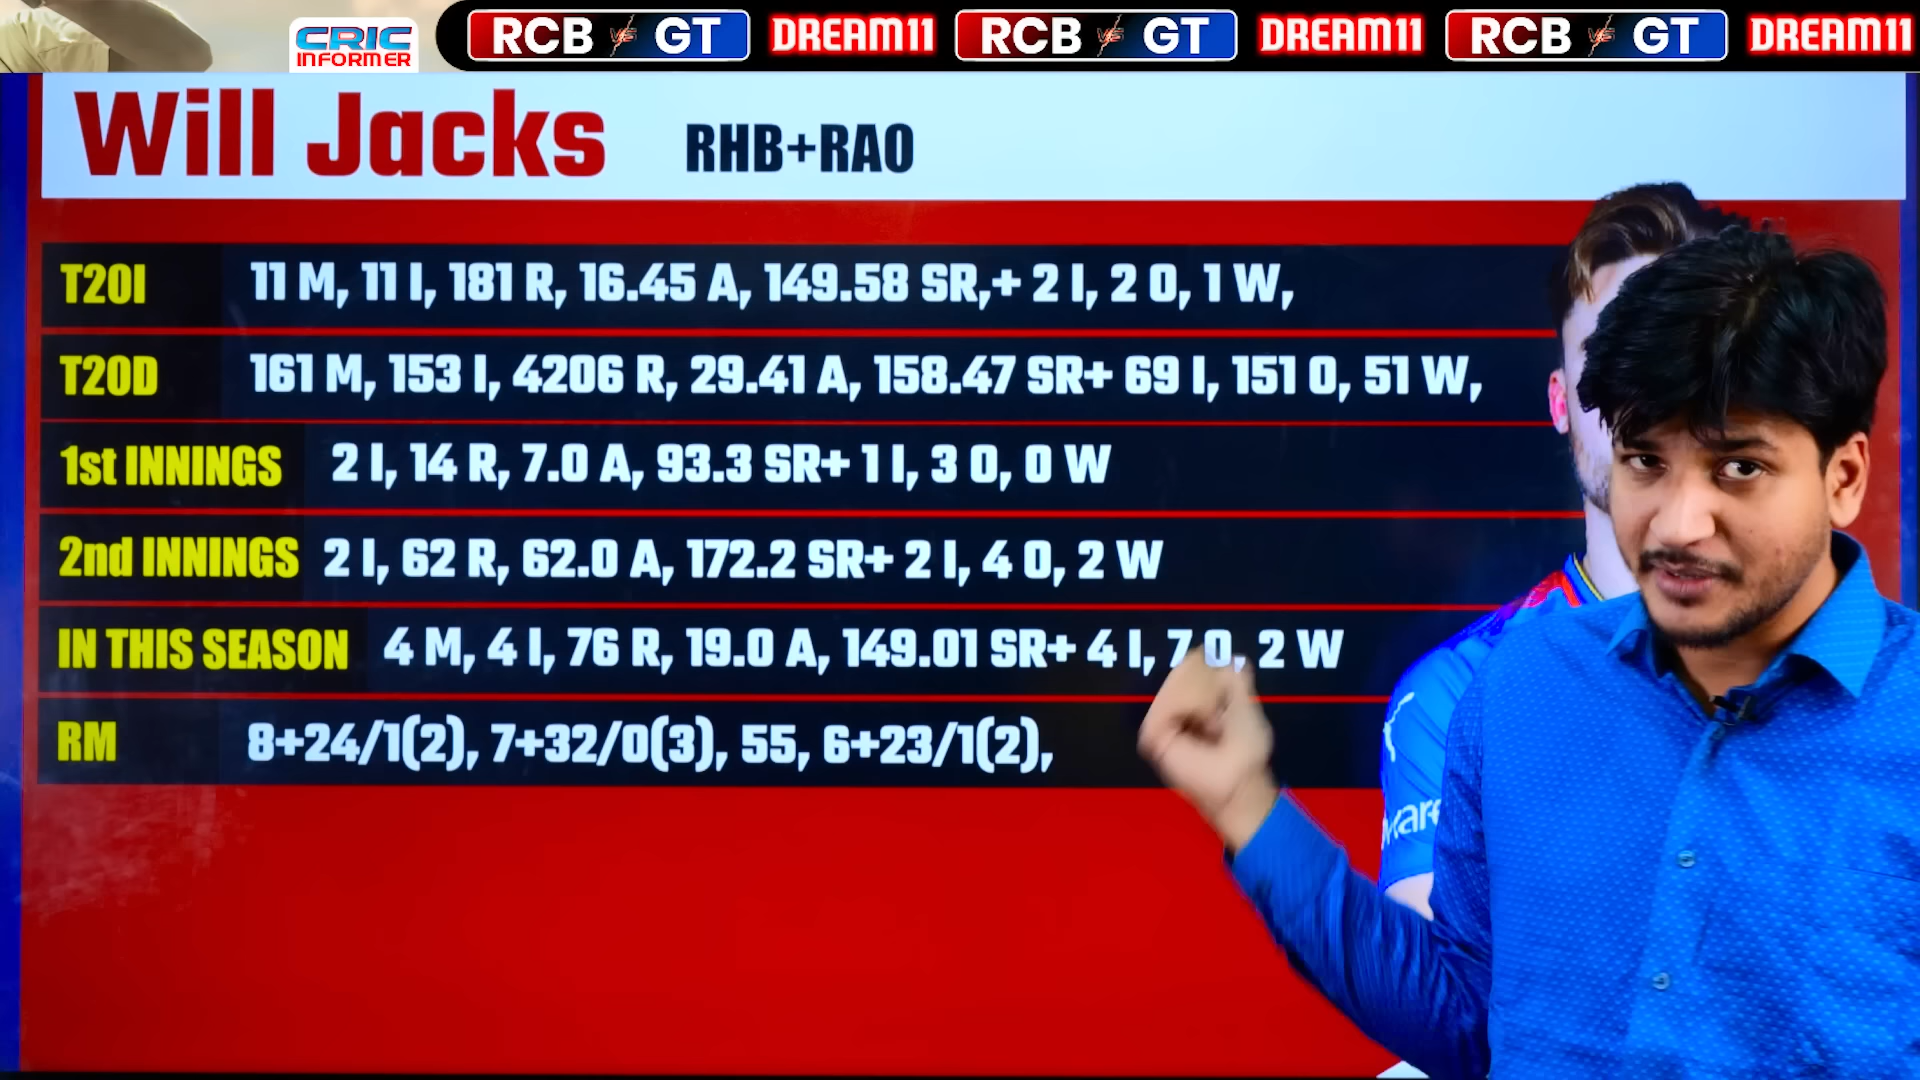 CRIC
INFORMER
RCB VS GT DREAM11 RCB VS GT DREAM11 RCB VS GT DREAM11
Will Jacks RHB+RAO
T20I 11 M, 11 I, 181 R, 16.45 A, 149.58 SR,+ 2 I, 2 O, 1 W,
T20D 161 M, 153 I, 4206 R, 29.41 A, 158.47 SR+ 69 I, 151 O, 51 W,
1st INNINGS 2 I, 14 R, 7.0 A, 93.3 SR+ 1 I, 3 O, 0 W
2nd INNINGS 2 I, 62 R, 62.0 A, 172.2 SR+ 2 I, 4 O, 2 W
IN THIS SEASON 4 M, 4 I, 76 R, 19.0 A, 149.01 SR+ 4 I, 7 O, 2 W
RM 8+24/1(2), 7+32/0(3), 55, 6+23/1(2),